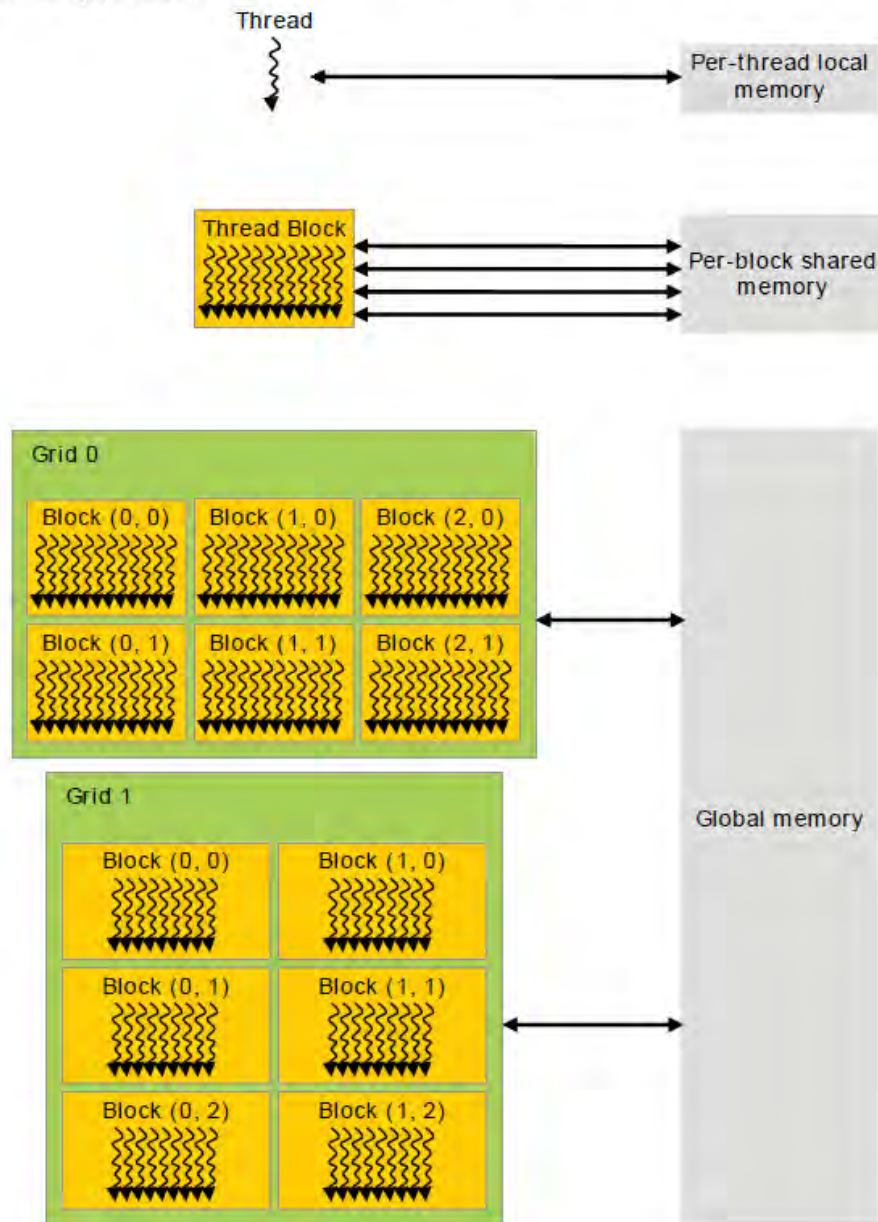 Thread
Per-thread local
memory
Thread Block
Per-block shared
memory
Grid 0
Block (0, 0)
Block (1, 0)
Block (2, 0)
Block (0, 1)
Block (1, 1)
Block (2, 1)
Grid 1
Global memory
Block (0, 0)
Block (1, 0)
Block (0, 1)
Block (1, 1)
Block (0, 2)
Block (1, 2)